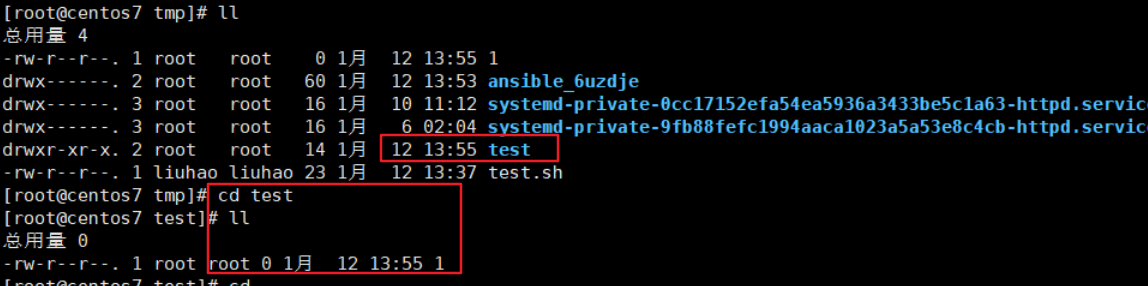 [root@centos7 tmp]# ll
总用量 4
-rw-r--r--. 1 root   root    0 1月  12 13:55 1
drwx------. 2 root   root   60 1月  12 13:53 ansible_6uzdje
drwx------. 3 root   root   16 1月  10 11:12 systemd-private-0cc17152efa54ea5936a3433be5c1a63-httpd.servic
drwx------. 3 root   root   16 1月   6 02:04 systemd-private-9fb88fefc1994aaca1023a5a53e8c4cb-httpd.servic
drwxr-xr-x. 2 root   root   14 1月  12 13:55 test
-rw-r--r--. 1 liuhao liuhao 23 1月  12 13:37 test.sh
[root@centos7 tmp]# cd test
[root@centos7 test]# ll
总用量 0
-rw-r--r--. 1 root root 0 1月  12 13:55 1
[root@centos7 test]# cd